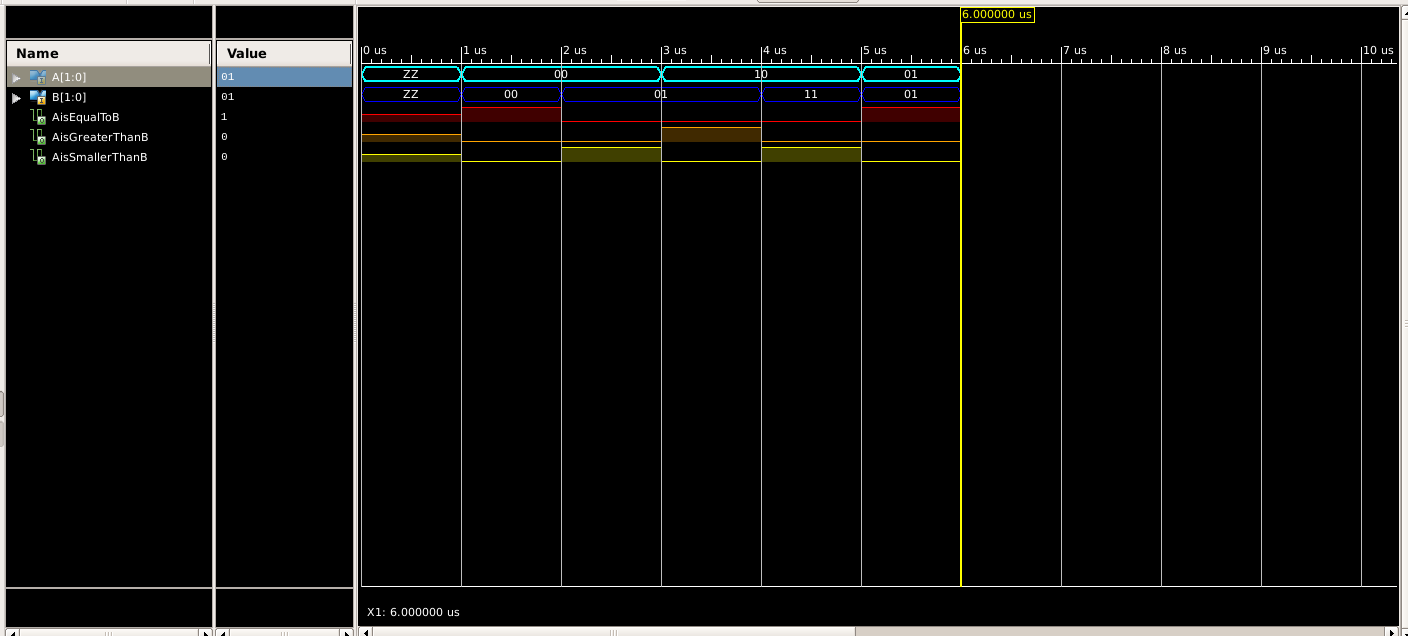 6.000000 us
Name Value
0 us 1 us 2 us 3 us 4 us 5 us 6 us 7 us 8 us 9 us 10 us
A[1:0] 01 ZZ 00 10 01
B[1:0] 01 ZZ 00 01 11 01
AisEqualToB 1
AisGreaterThanB 0
AisSmallerThanB 0
X1: 6.000000 us